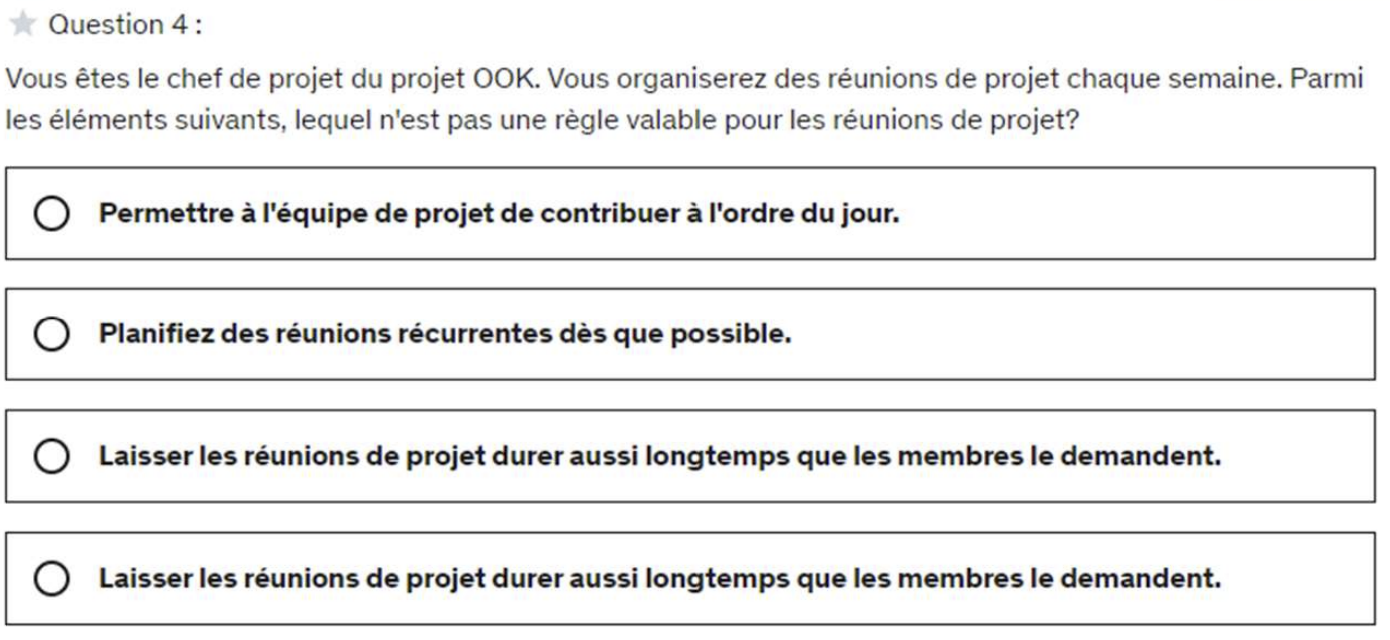 Question 4 :
Vous êtes le chef de projet du projet OOK. Vous organiserez des réunions de projet chaque semaine. Parmi
les éléments suivants, lequel n'est pas une règle valable pour les réunions de projet?
Permettre à l'équipe de projet de contribuer à l'ordre du jour.
Planifiez des réunions récurrentes dès que possible.
Laisser les réunions de projet durer aussi longtemps que les membres le demandent.
Laisser les réunions de projet durer aussi longtemps que les membres le demandent.